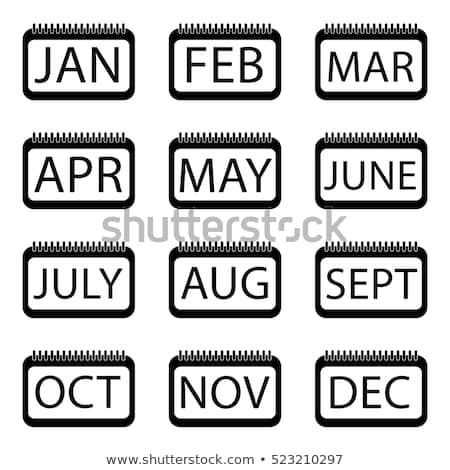 JAN FEB MAR
APR MAY JUNE
shutterstock
JULY AUG SEPT
OCT NOV DEC
www.shutterstock.com · 523210297